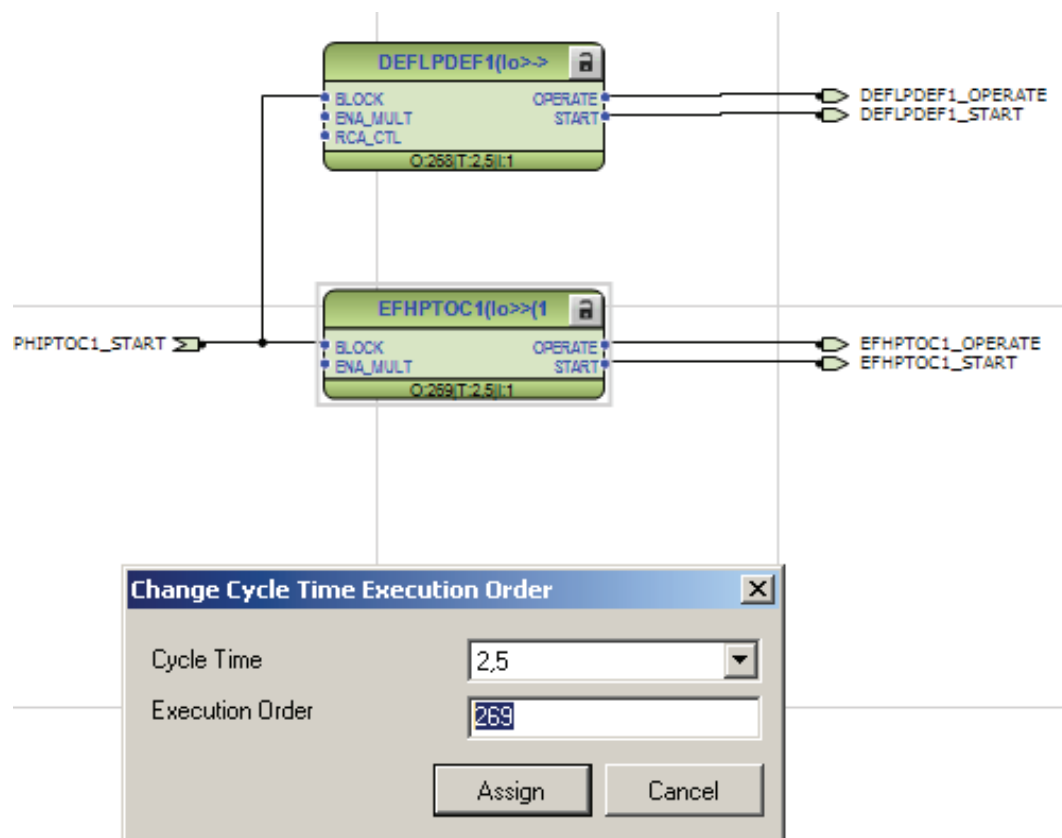 DEFLPDEF1(Io>->
BLOCK OPERATE
ENA_MULT START
RCA_CTL
O:268|T:2,5|I:1
DEFLPDEF1_OPERATE
DEFLPDEF1_START
EFHPTOC1(Io>>(1
PHIPTOC1_START
BLOCK OPERATE
ENA_MULT START
O:269|T:2,5|I:1
EFHPTOC1_OPERATE
EFHPTOC1_START
Change Cycle Time Execution Order
Cycle Time 2,5
Execution Order 269
Assign Cancel